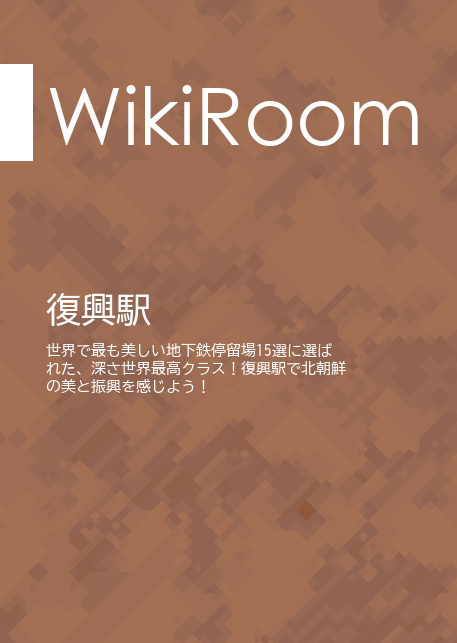 WikiRoom
復興駅
世界で最も美しい地下鉄停留場15選に選ば
れた、深さ世界最高クラス！復興駅で北朝鮮
の美と振興を感じよう！